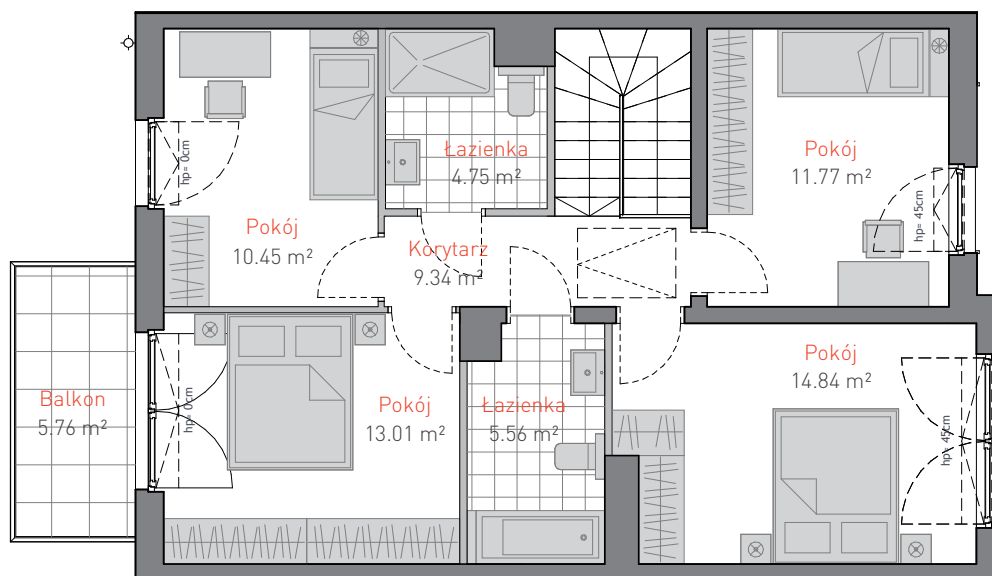 Łazienka
4.75 m²
Pokój
11.77 m²
hp= 0cm
Pokój
10.45 m²
Korytarz
9.34 m²
hp= 45cm
Balkon
5.76 m²
hp= 0cm
Pokój
13.01 m²
Łazienka
5.56 m²
Pokój
14.84 m²
hp= 45cm